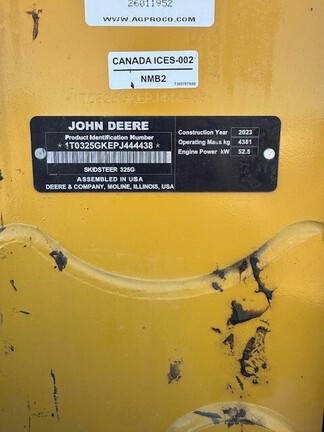 26011952
WWW.AGPROCO.COM
CANADA ICES-002
NMB2
JOHN DEERE
Product Identification Number
* 1T0325GKEPJ444438 *
SKIDSTEER 325G
ASSEMBLED IN USA
DEERE & COMPANY, MOLINE, ILLINOIS, USA
Construction Year 2023
Operating Mass kg 4381
Engine Power kW 52.5